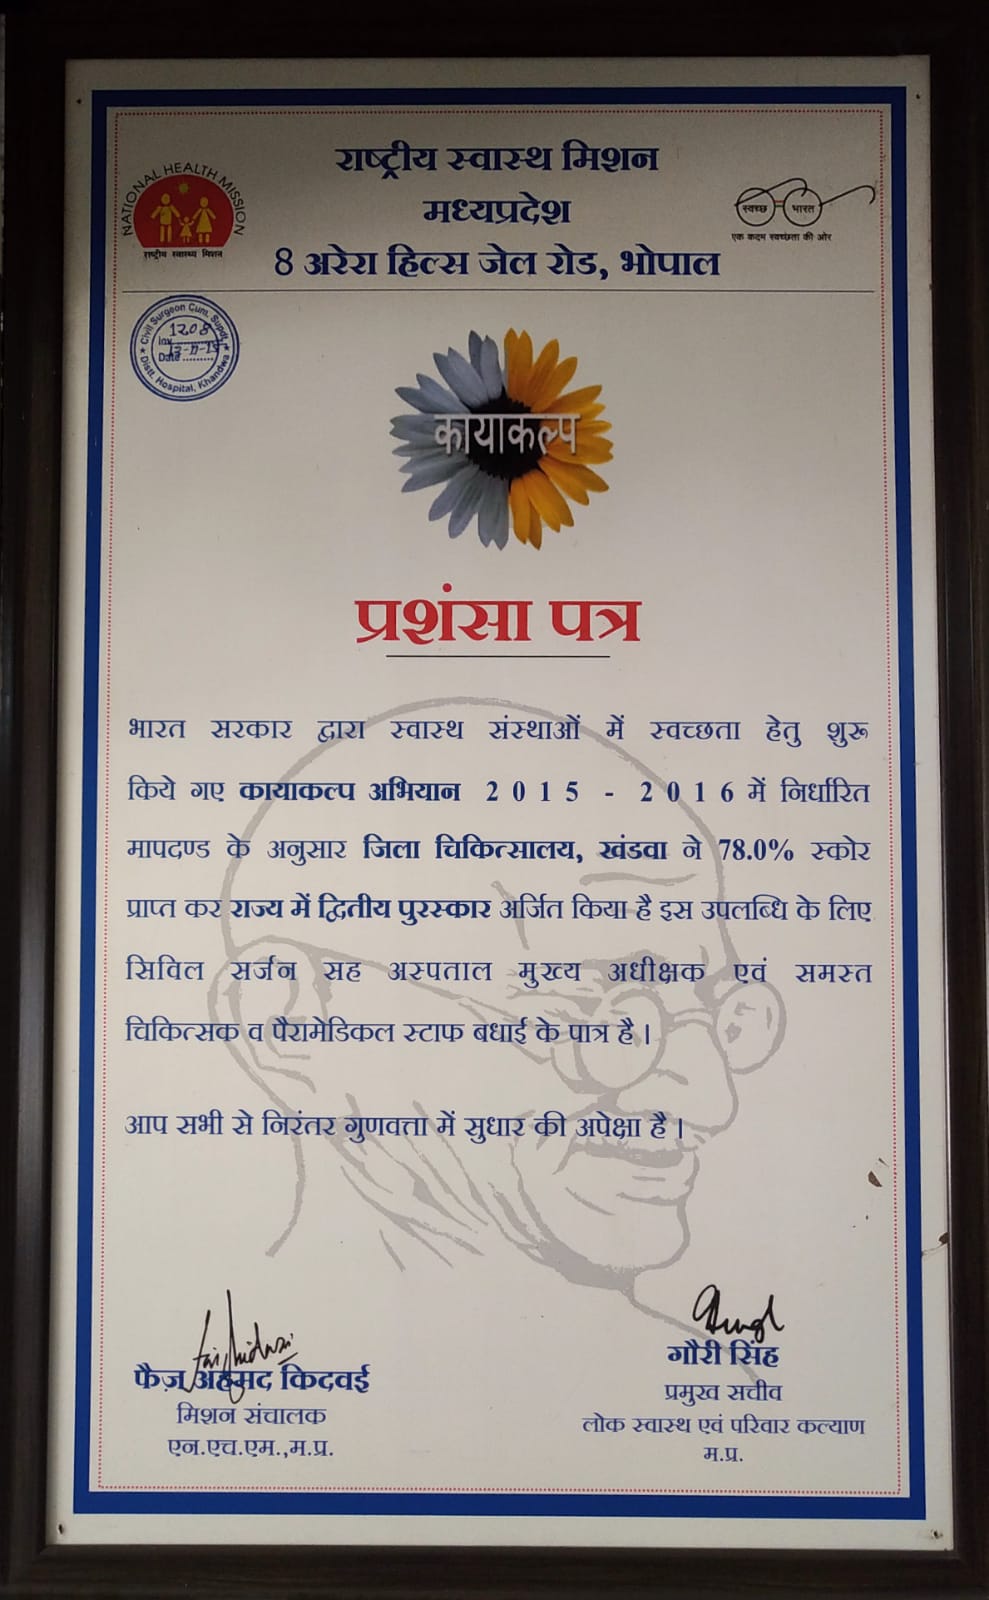 राष्ट्रीय स्वास्थ मिशन
मध्यप्रदेश
8 अरेरा हिल्स जेल रोड, भोपाल
NATIONAL HEALTH MISSION
राष्ट्रीय स्वास्थ्य मिशन
स्वच्छ भारत
एक कदम स्वच्छता की ओर
Civil Surgeon Cum. Supdt.
Inv. 1208
Date
Distt. Hospital, Khandwa
कायाकल्प
प्रशंसा पत्र
भारत सरकार द्वारा स्वास्थ संस्थाओं में स्वच्छता हेतु शुरू
किये गए कायाकल्प अभियान 2015 - 2016 में निर्धारित
मापदण्ड के अनुसार जिला चिकित्सालय, खंडवा ने 78.0% स्कोर
प्राप्त कर राज्य में द्वितीय पुरस्कार अर्जित किया है इस उपलब्धि के लिए
सिविल सर्जन सह अस्पताल मुख्य अधीक्षक एवं समस्त
चिकित्सक व पैरामेडिकल स्टाफ बधाई के पात्र है।
आप सभी से निरंतर गुणवत्ता में सुधार की अपेक्षा है।
फैज़ अहमद किदवई
मिशन संचालक
एन.एच.एम.,म.प्र.
गौरी सिंह
प्रमुख सचीव
लोक स्वास्थ एवं परिवार कल्याण
म.प्र.